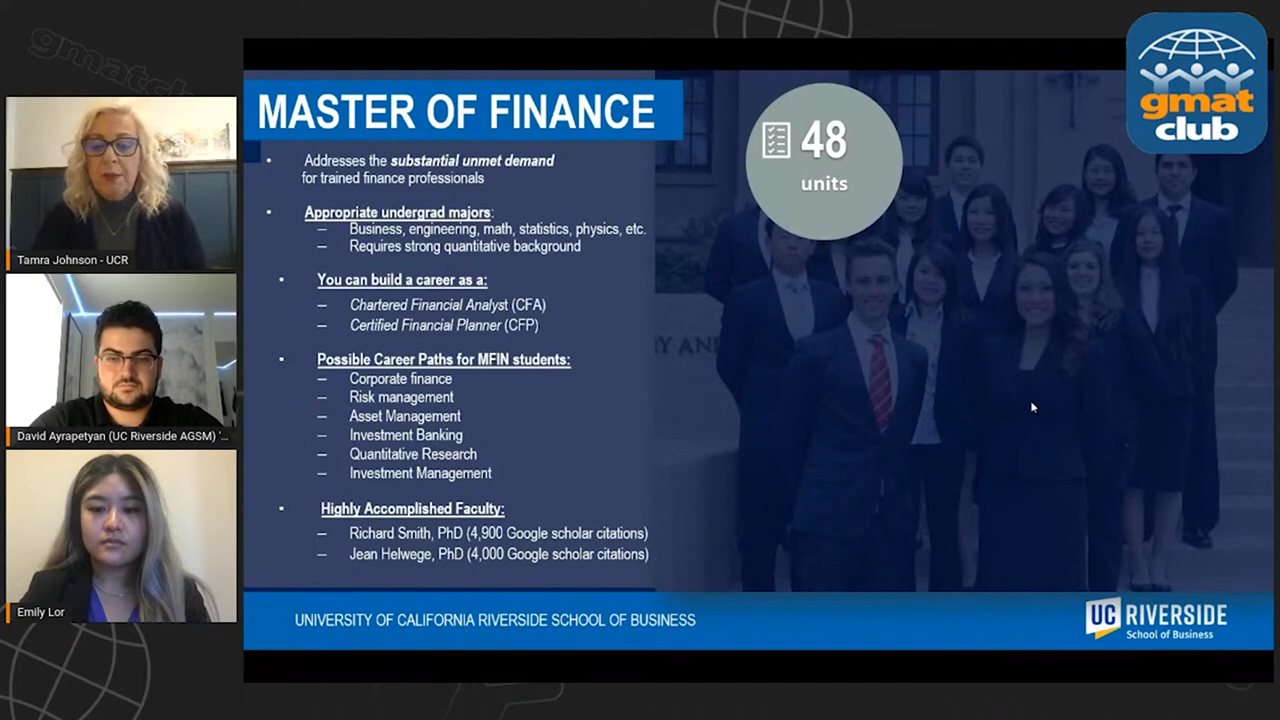 gmatclub
gmat
club
MASTER OF FINANCE
48
units
• Addresses the substantial unmet demand
for trained finance professionals
• Appropriate undergrad majors:
– Business, engineering, math, statistics, physics, etc.
– Requires strong quantitative background
• You can build a career as a:
– Chartered Financial Analyst (CFA)
– Certified Financial Planner (CFP)
• Possible Career Paths for MFIN students:
– Corporate finance
– Risk management
– Asset Management
– Investment Banking
– Quantitative Research
– Investment Management
• Highly Accomplished Faculty:
– Richard Smith, PhD (4,900 Google scholar citations)
– Jean Helwege, PhD (4,000 Google scholar citations)
Tamra Johnson - UCR
David Ayrapetyan (UC Riverside AGSM) '...
Emily Lor
UNIVERSITY OF CALIFORNIA RIVERSIDE SCHOOL OF BUSINESS
UC RIVERSIDE
School of Business